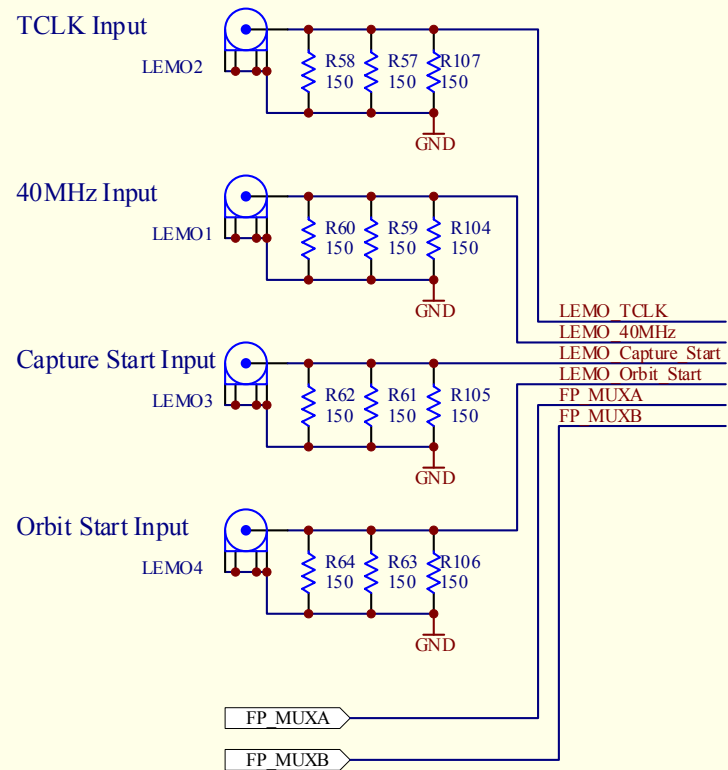 TCLK Input
LEMO2
R58 R57 R107
150 150 150
GND
40MHz Input
LEMO1
R60 R59 R104
150 150 150
GND
LEMO_TCLK
LEMO_40MHz
LEMO_Capture_Start
LEMO_Orbit_Start
FP_MUXA
FP_MUXB
Capture Start Input
LEMO3
R62 R61 R105
150 150 150
GND
Orbit Start Input
LEMO4
R64 R63 R106
150 150 150
GND
FP_MUXA
FP_MUXB